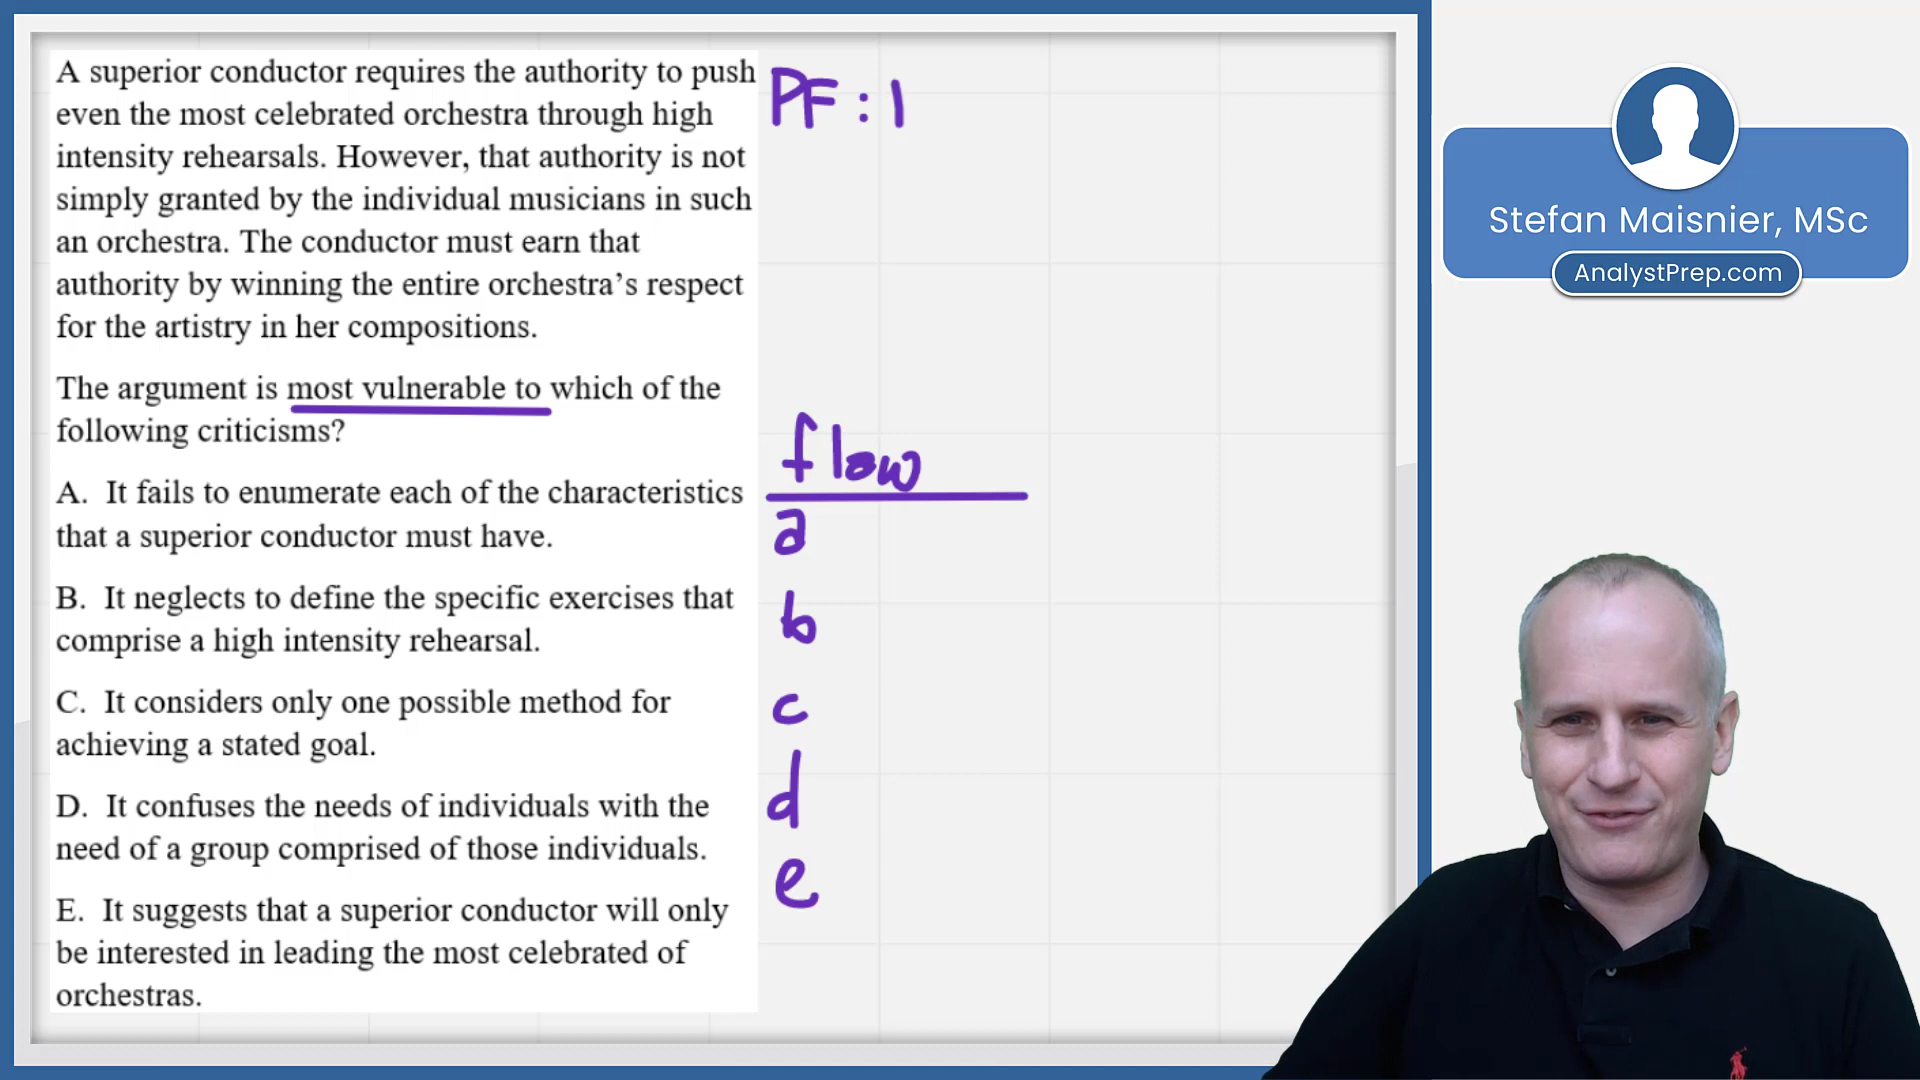 A superior conductor requires the authority to push
even the most celebrated orchestra through high
intensity rehearsals. However, that authority is not
simply granted by the individual musicians in such
an orchestra. The conductor must earn that
authority by winning the entire orchestra’s respect
for the artistry in her compositions.
The argument is most vulnerable to which of the
following criticisms?
A. It fails to enumerate each of the characteristics
that a superior conductor must have.
B. It neglects to define the specific exercises that
comprise a high intensity rehearsal.
C. It considers only one possible method for
achieving a stated goal.
D. It confuses the needs of individuals with the
need of a group comprised of those individuals.
E. It suggests that a superior conductor will only
be interested in leading the most celebrated of
orchestras.
PF : 1
flaw
a
b
c
d
e
Stefan Maisnier, MSc
AnalystPrep.com